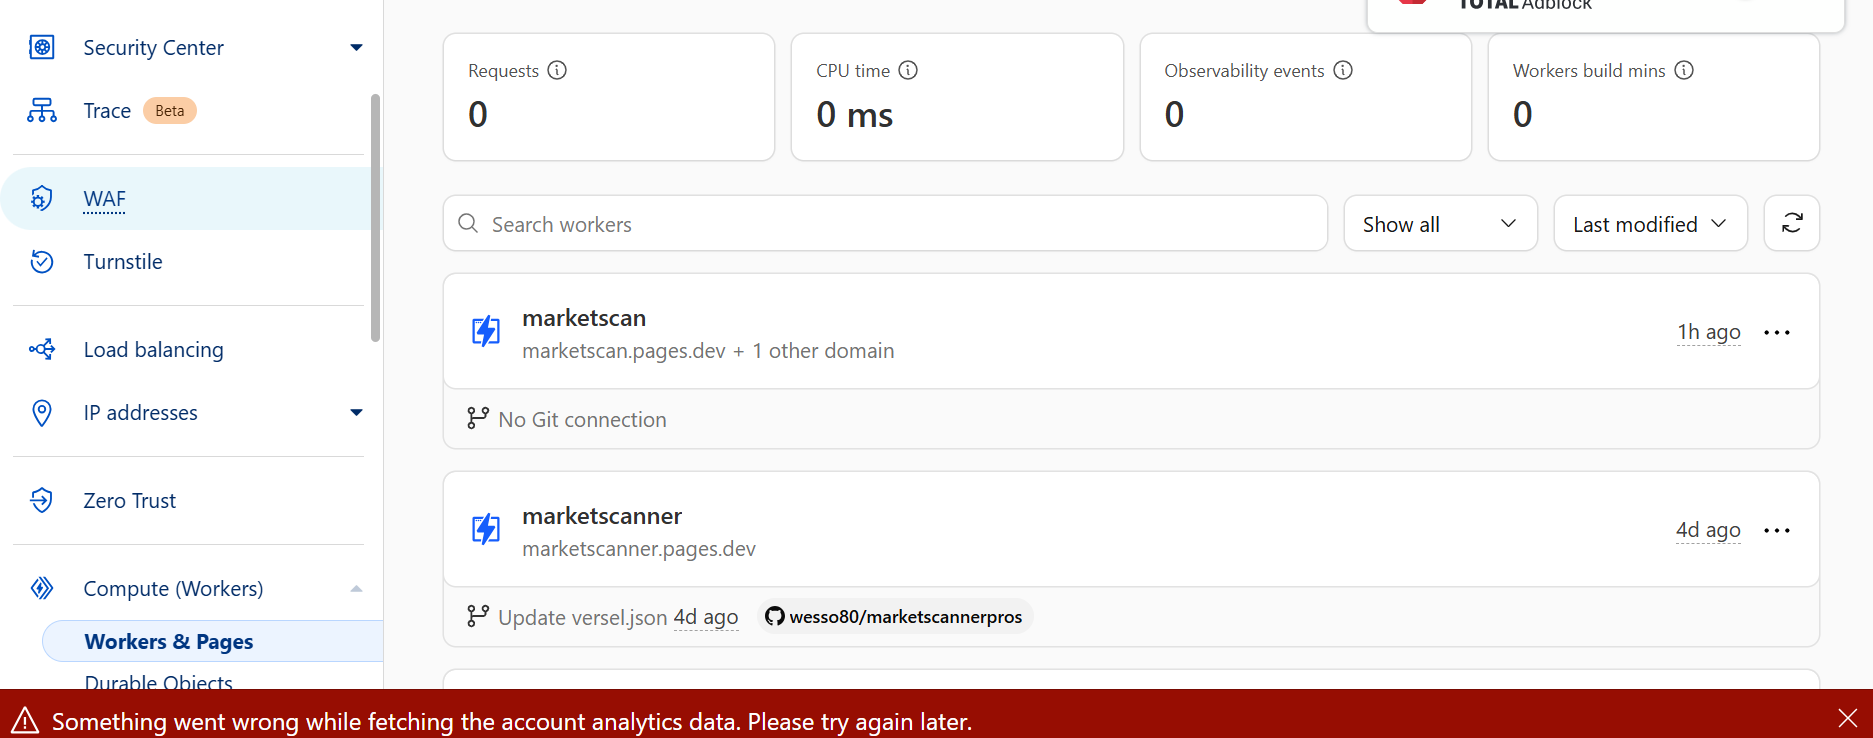 Security Center
Trace Beta
WAF
Turnstile
Load balancing
IP addresses
Zero Trust
Compute (Workers)
Workers & Pages
Durable Objects
TOTAL Adblock
Requests
0
CPU time
0 ms
Observability events
0
Workers build mins
0
Search workers
Show all
Last modified
marketscan
marketscan.pages.dev + 1 other domain
1h ago
No Git connection
marketscanner
marketscanner.pages.dev
4d ago
Update versel.json 4d ago wesso80/marketscannerpros
Something went wrong while fetching the account analytics data. Please try again later.